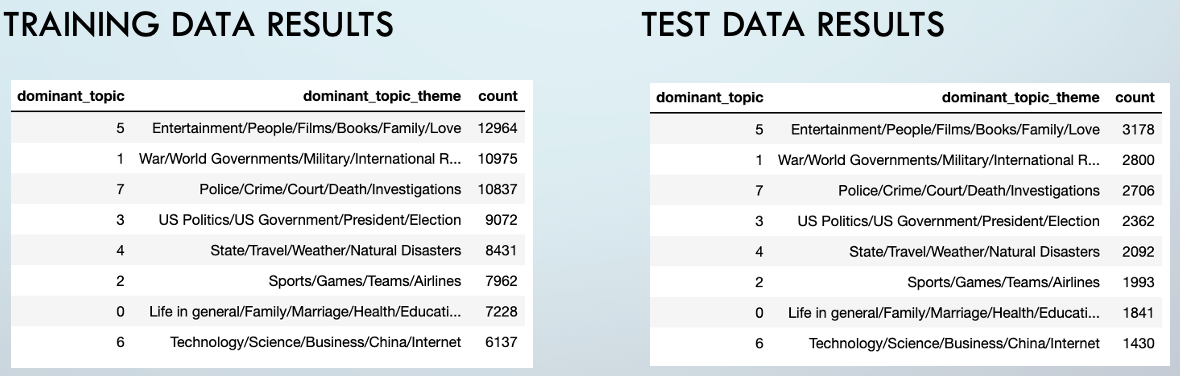 TRAINING DATA RESULTS
dominant_topic dominant_topic_theme count
5 Entertainment/People/Films/Books/Family/Love 12964
1 War/World Governments/Military/International R... 10975
7 Police/Crime/Court/Death/Investigations 10837
3 US Politics/US Government/President/Election 9072
4 State/Travel/Weather/Natural Disasters 8431
2 Sports/Games/Teams/Airlines 7962
0 Life in general/Family/Marriage/Health/Educati... 7228
6 Technology/Science/Business/China/Internet 6137
TEST DATA RESULTS
dominant_topic dominant_topic_theme count
5 Entertainment/People/Films/Books/Family/Love 3178
1 War/World Governments/Military/International R... 2800
7 Police/Crime/Court/Death/Investigations 2706
3 US Politics/US Government/President/Election 2362
4 State/Travel/Weather/Natural Disasters 2092
2 Sports/Games/Teams/Airlines 1993
0 Life in general/Family/Marriage/Health/Educati... 1841
6 Technology/Science/Business/China/Internet 1430